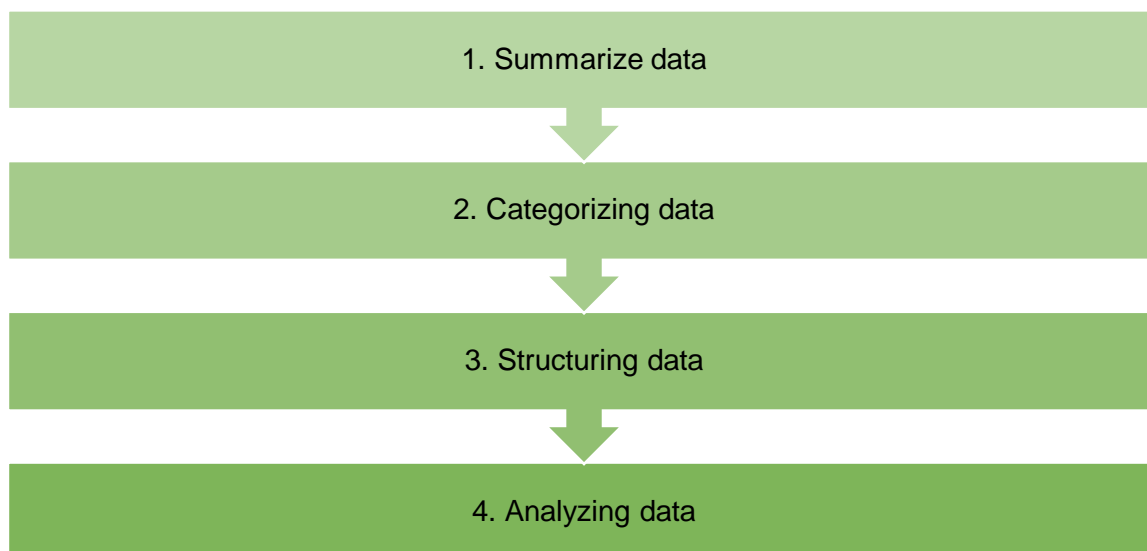 1. Summarize data
2. Categorizing data
3. Structuring data
4. Analyzing data